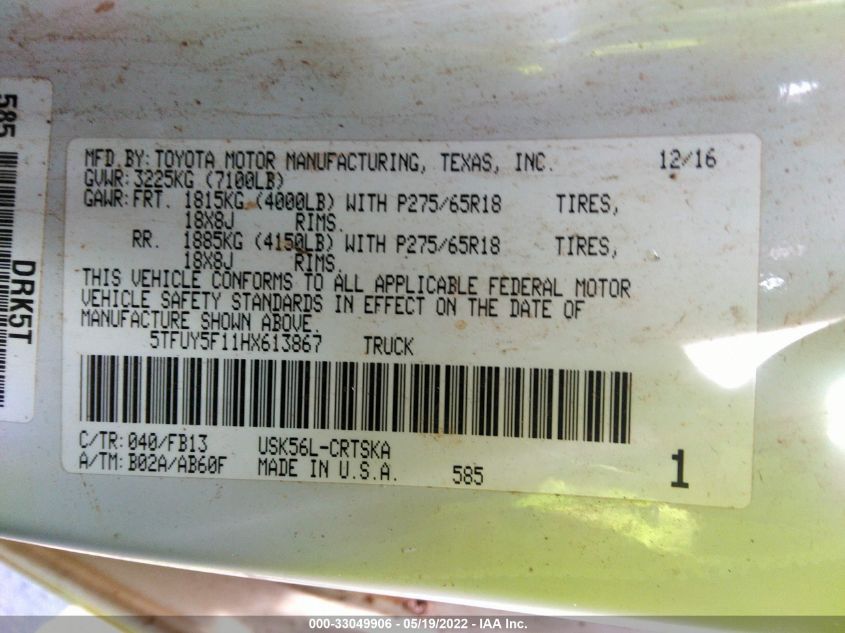 585
DRK5T
MFD.BY: TOYOTA MOTOR MANUFACTURING, TEXAS, INC. 12/16
GVWR: 3225KG (7100LB)
GAWR: FRT. 1815KG (4000LB) WITH P275/65R18 TIRES,
18X8J RIMS.
RR. 1885KG (4150LB) WITH P275/65R18 TIRES,
18X8J RIMS.
THIS VEHICLE CONFORMS TO ALL APPLICABLE FEDERAL MOTOR
VEHICLE SAFETY STANDARDS IN EFFECT ON THE DATE OF
MANUFACTURE SHOWN ABOVE.
5TFUY5F11HX613867 TRUCK
C/TR: 040/FB13 USK56L-CRTSKA
A/TM: B02A/AB60F MADE IN U.S.A. 585 1
000-33049906 - 05/19/2022 - IAA Inc.